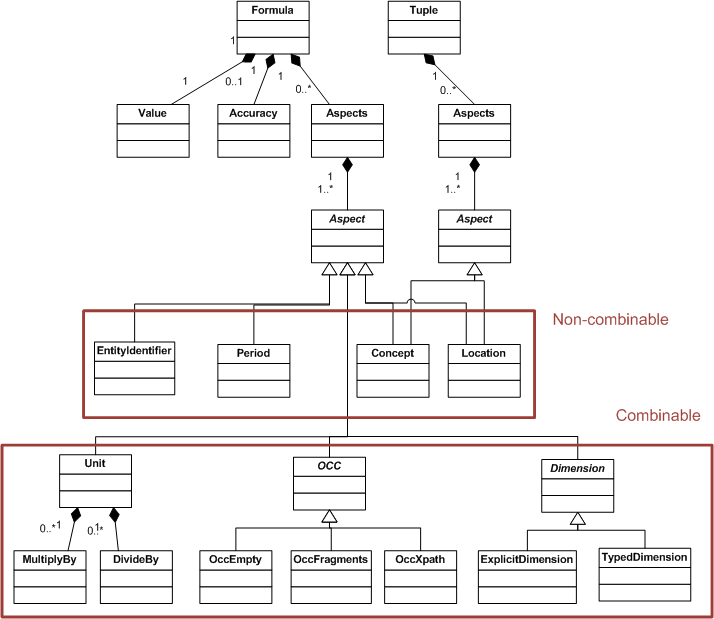 Formula
Tuple
1
1
0..1
1
0..*
1
0..*
Value
Accuracy
Aspects
Aspects
1
1..*
1
1..*
Aspect
Aspect
Non-combinable
EntityIdentifier
Period
Concept
Location
Combinable
Unit
OCC
Dimension
0..*
1
0..*
1
MultiplyBy
DivideBy
OccEmpty
OccFragments
OccXpath
ExplicitDimension
TypedDimension